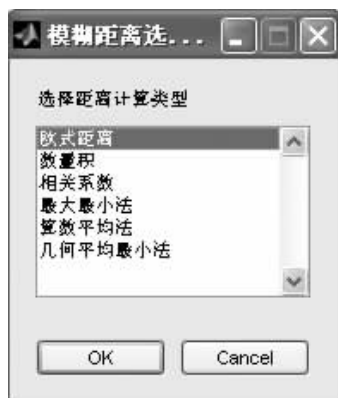 模糊距离选...
选择距离计算类型
欧式距离
数量积
相关系数
最大最小法
算数平均法
几何平均最小法
OK
Cancel